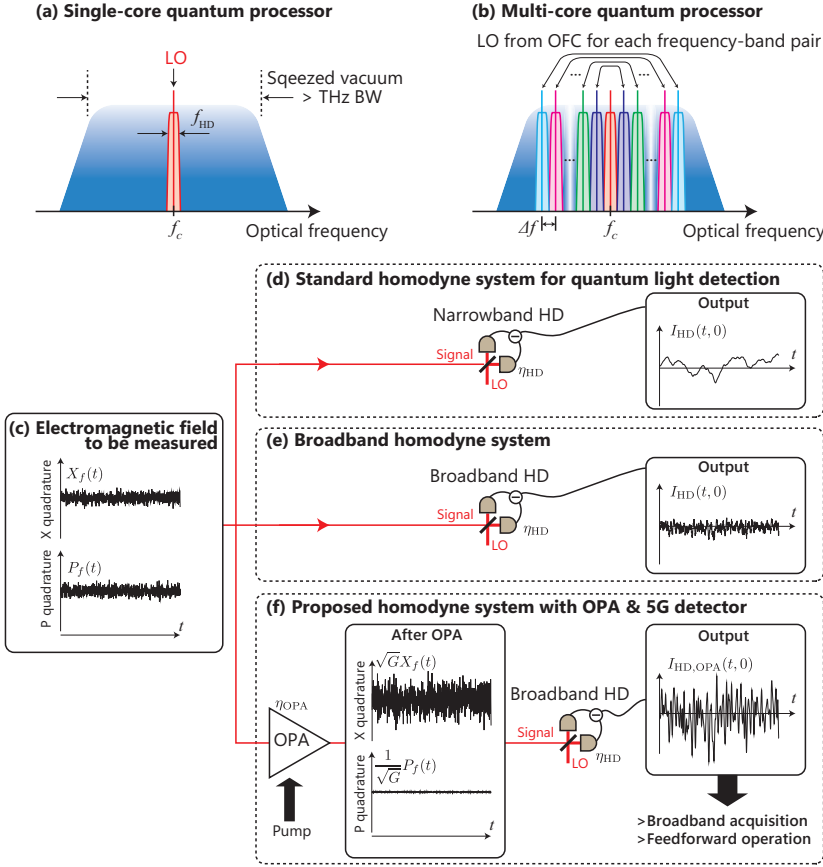 (a) Single-core quantum processor
LO
Sqeezed vacuum
> THz BW
f_HD
f_c
Optical frequency
(b) Multi-core quantum processor
LO from OFC for each frequency-band pair
...
...
...
...
Δf
f_c
Optical frequency
(c) Electromagnetic field
to be measured
X quadrature
X_f(t)
P quadrature
P_f(t)
t
(d) Standard homodyne system for quantum light detection
Narrowband HD
Signal
LO
η_HD
Output
I_HD(t, 0)
t
(e) Broadband homodyne system
Broadband HD
Signal
LO
η_HD
Output
I_HD(t, 0)
t
(f) Proposed homodyne system with OPA & 5G detector
η_OPA
OPA
Pump
After OPA
X quadrature
√G X_f(t)
P quadrature
1/√G P_f(t)
t
Broadband HD
Signal
LO
η_HD
Output
I_HD,OPA(t, 0)
t
>Broadband acquisition
>Feedforward operation